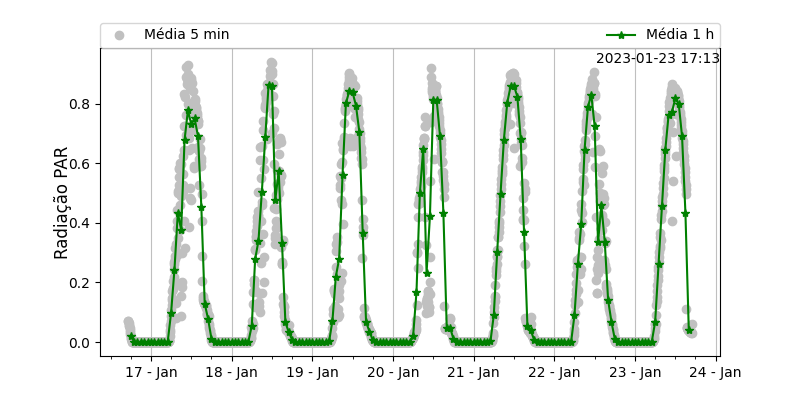 Média 5 min
Média 1 h
2023-01-23 17:13
Radiação PAR
0.8
0.6
0.4
0.2
0.0
17 - Jan
18 - Jan
19 - Jan
20 - Jan
21 - Jan
22 - Jan
23 - Jan
24 - Jan